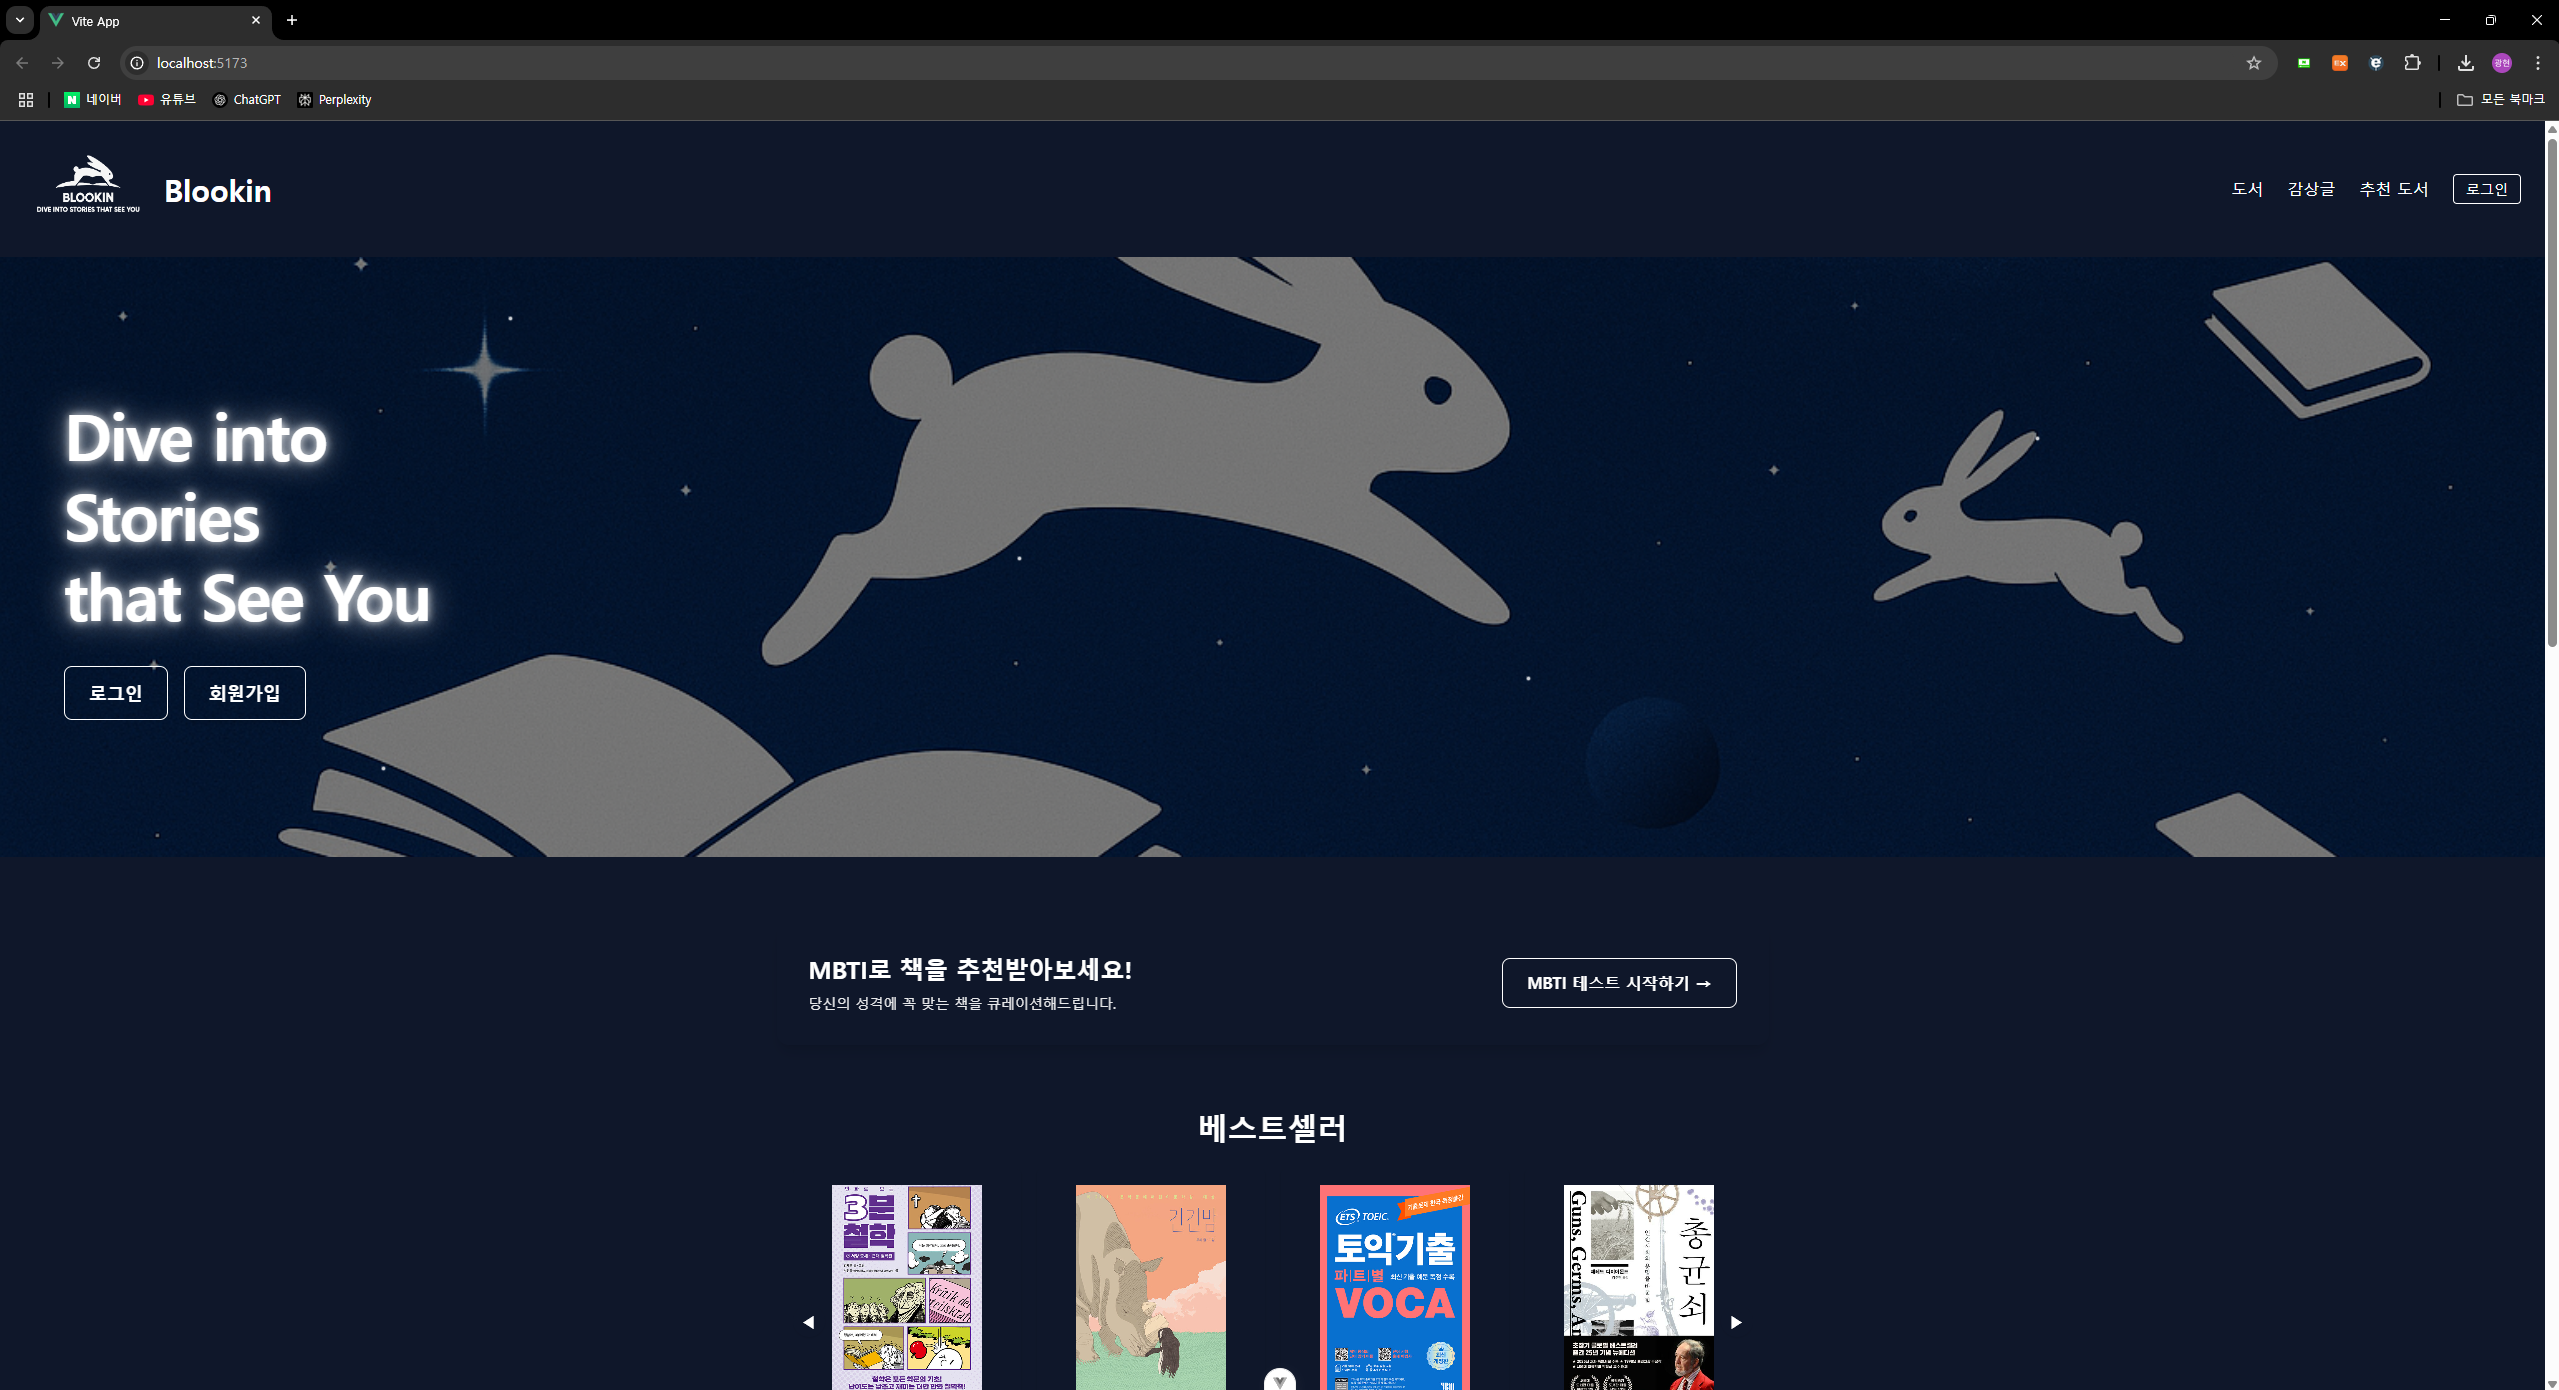 Vite App
localhost:5173
네이버
유튜브
ChatGPT
Perplexity
모든 북마크
BLOOKIN
DIVE INTO STORIES THAT SEE YOU
Blookin
도서
감상글
추천 도서
로그인
Dive into
Stories
that See You
로그인
회원가입
MBTI로 책을 추천받아보세요!
당신의 성격에 꼭 맞는 책을 큐레이션해드립니다.
MBTI 테스트 시작하기 →
베스트셀러
3분
철학
Kritik der
긴긴밤
ETS TOEIC.
토익기출
파트별
VOCA
Guns, Germs,
총
균
쇠